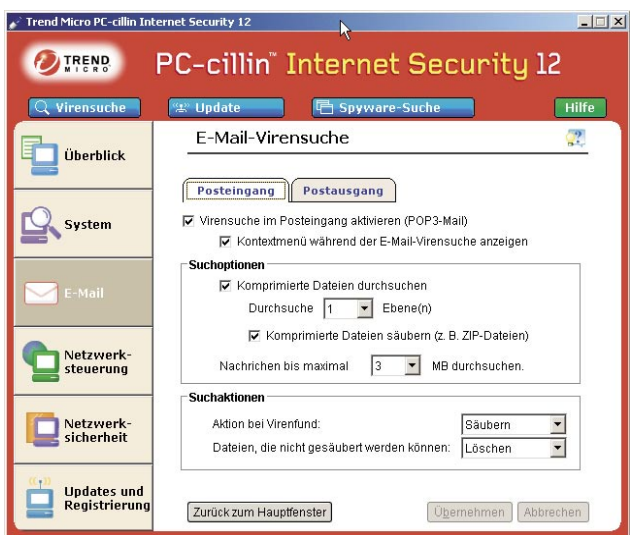 Trend Micro PC-cillin Internet Security 12
TREND MICRO
PC-cillin™ Internet Security 12
Virensuche
Update
Spyware-Suche
Hilfe
Überblick
System
E-Mail
Netzwerk-
steuerung
Netzwerk-
sicherheit
Updates und
Registrierung
E-Mail-Virensuche
Posteingang
Postausgang
Virensuche im Posteingang aktivieren (POP3-Mail)
Kontextmenü während der E-Mail-Virensuche anzeigen
Suchoptionen
Komprimierte Dateien durchsuchen
Durchsuche 1 Ebene(n)
Komprimierte Dateien säubern (z. B. ZIP-Dateien)
Nachrichen bis maximal 3 MB durchsuchen.
Suchaktionen
Aktion bei Virenfund: Säubern
Dateien, die nicht gesäubert werden können: Löschen
Zurück zum Hauptfenster
Übernehmen
Abbrechen